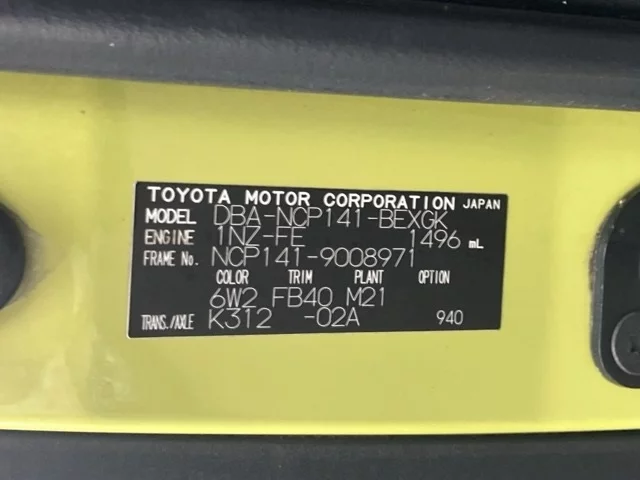 TOYOTA MOTOR CORPORATION JAPAN
MODEL DBA-NCP141-BEXGK
ENGINE 1NZ-FE 1496 mL
FRAME No. NCP141-9008971
COLOR TRIM PLANT OPTION
6W2 FB40 M21
TRANS./AXLE K312 -02A 940